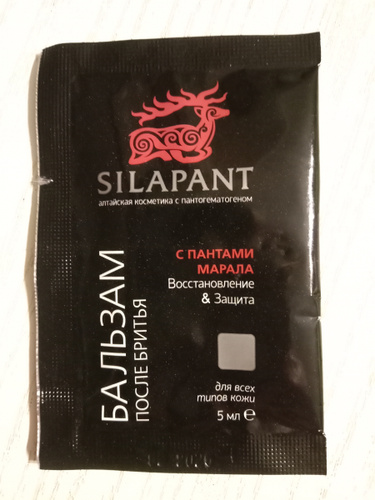 SILAPANT
алтайская косметика с пантогематогеном
БАЛЬЗАМ
ПОСЛЕ БРИТЬЯ
С ПАНТАМИ
МАРАЛА
Восстановление
& Защита
для всех
типов кожи
5 мл ℮